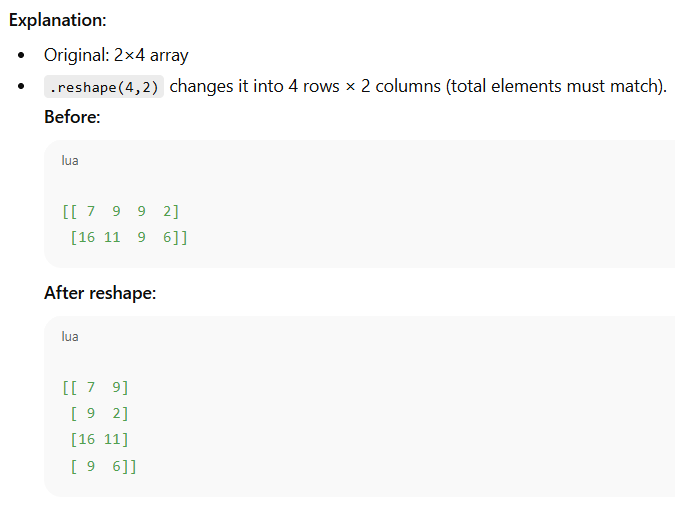 Explanation:
• Original: 2×4 array
• .reshape(4,2) changes it into 4 rows × 2 columns (total elements must match).
Before:
lua
[[ 7  9  9  2]
 [16 11  9  6]]
After reshape:
lua
[[ 7  9]
 [ 9  2]
 [16 11]
 [ 9  6]]